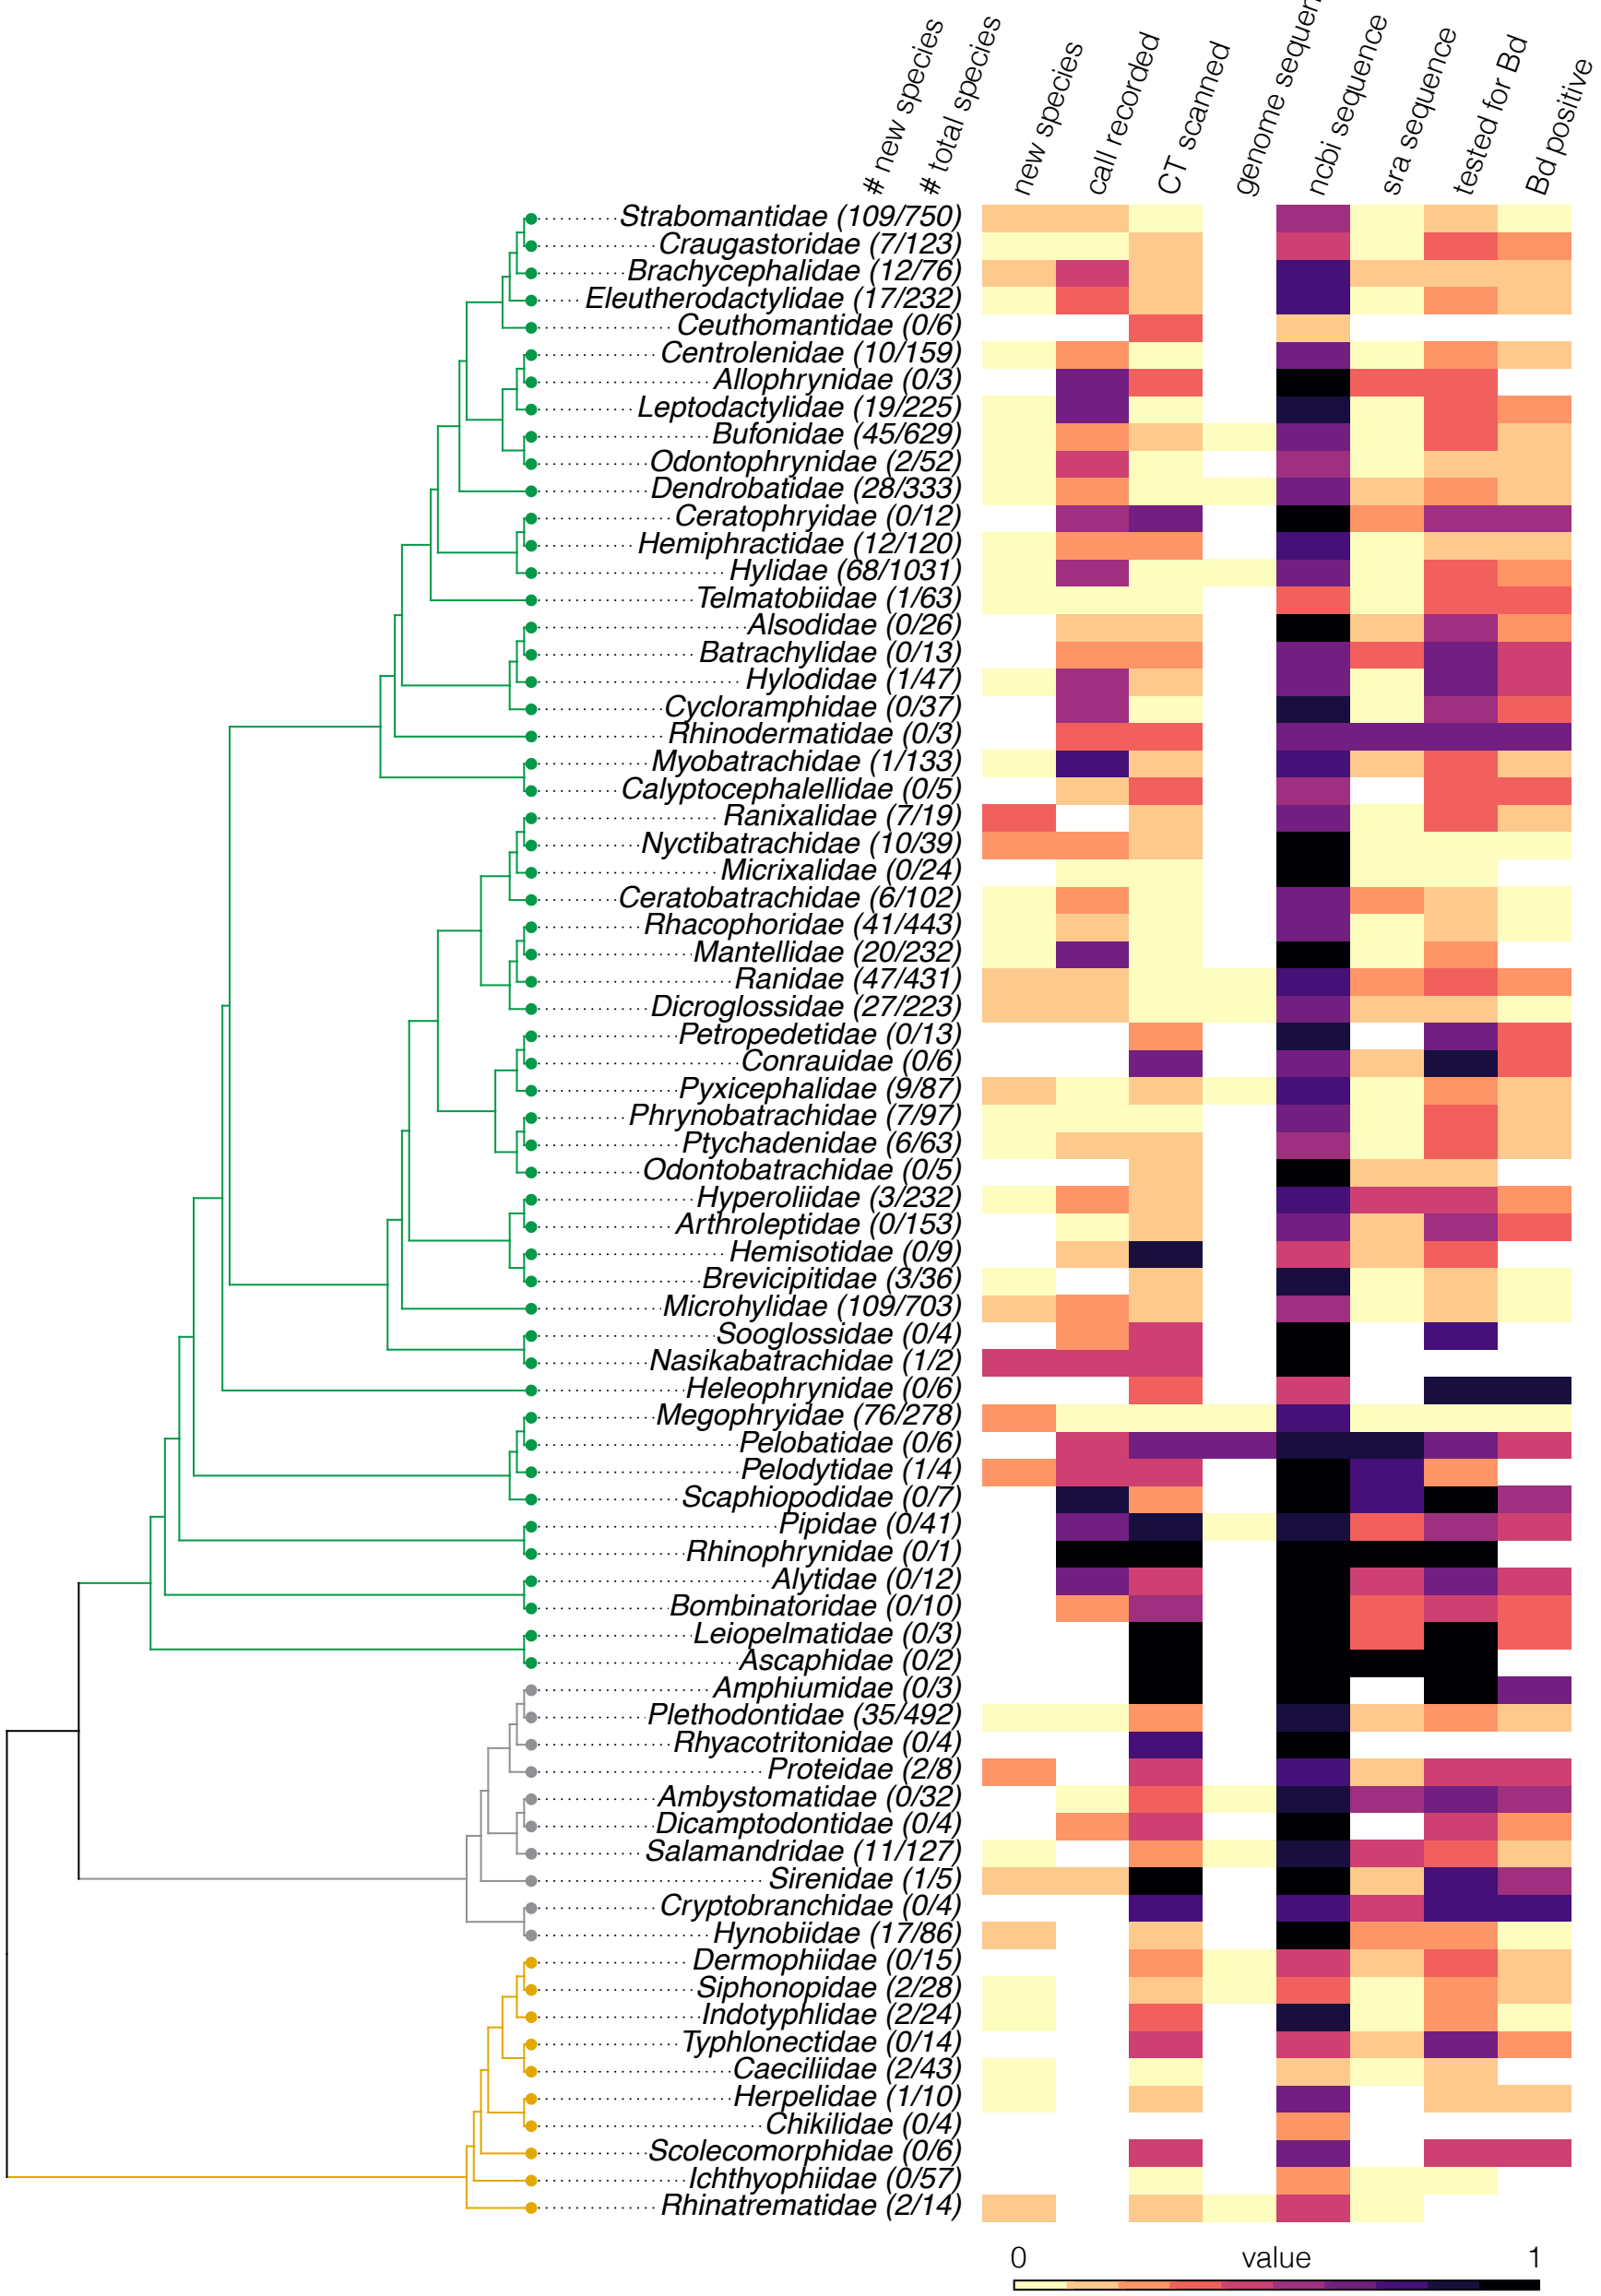 # new species
# total species
new species
call recorded
CT scanned
genome sequen
ncbi sequence
sra sequence
tested for Bd
Bd positive
Strabomantidae (109/750)
Craugastoridae (7/123)
Brachycephalidae (12/76)
Eleutherodactylidae (17/232)
Ceuthomantidae (0/6)
Centrolenidae (10/159)
Allophrynidae (0/3)
Leptodactylidae (19/225)
Bufonidae (45/629)
Odontophrynidae (2/52)
Dendrobatidae (28/333)
Ceratophryidae (0/12)
Hemiphractidae (12/120)
Hylidae (68/1031)
Telmatobiidae (1/63)
Alsodidae (0/26)
Batrachylidae (0/13)
Hylodidae (1/47)
Cycloramphidae (0/37)
Rhinodermatidae (0/3)
Myobatrachidae (1/133)
Calyptocephalellidae (0/5)
Ranixalidae (7/19)
Nyctibatrachidae (10/39)
Micrixalidae (0/24)
Ceratobatrachidae (6/102)
Rhacophoridae (41/443)
Mantellidae (20/232)
Ranidae (47/431)
Dicroglossidae (27/223)
Petropedetidae (0/13)
Conrauidae (0/6)
Pyxicephalidae (9/87)
Phrynobatrachidae (7/97)
Ptychadenidae (6/63)
Odontobatrachidae (0/5)
Hyperoliidae (3/232)
Arthroleptidae (0/153)
Hemisotidae (0/9)
Brevicipitidae (3/36)
Microhylidae (109/703)
Sooglossidae (0/4)
Nasikabatrachidae (1/2)
Heleophrynidae (0/6)
Megophryidae (76/278)
Pelobatidae (0/6)
Pelodytidae (1/4)
Scaphiopodidae (0/7)
Pipidae (0/41)
Rhinophrynidae (0/1)
Alytidae (0/12)
Bombinatoridae (0/10)
Leiopelmatidae (0/3)
Ascaphidae (0/2)
Amphiumidae (0/3)
Plethodontidae (35/492)
Rhyacotritonidae (0/4)
Proteidae (2/8)
Ambystomatidae (0/32)
Dicamptodontidae (0/4)
Salamandridae (11/127)
Sirenidae (1/5)
Cryptobranchidae (0/4)
Hynobiidae (17/86)
Dermophiidae (0/15)
Siphonopidae (2/28)
Indotyphlidae (2/24)
Typhlonectidae (0/14)
Caeciliidae (2/43)
Herpelidae (1/10)
Chikilidae (0/4)
Scolecomorphidae (0/6)
Ichthyophiidae (0/57)
Rhinatrematidae (2/14)
0 value 1